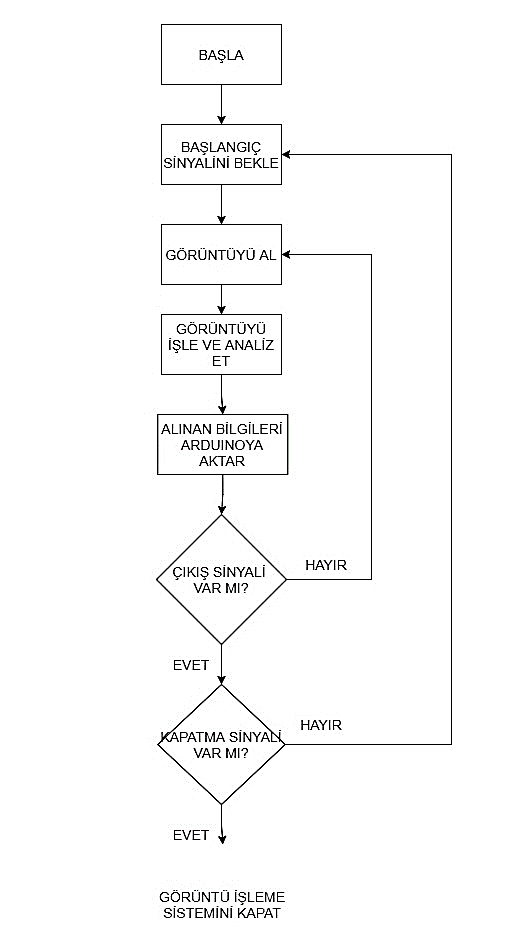 BAŞLA
BAŞLANGIÇ
SİNYALİNİ BEKLE
GÖRÜNTÜYÜ AL
GÖRÜNTÜYÜ
İŞLE VE ANALİZ
ET
ALINAN BİLGİLERİ
ARDUINOYA
AKTAR
ÇIKIŞ SİNYALİ
VAR MI?
HAYIR
EVET
KAPATMA SİNYALİ
VAR MI?
HAYIR
EVET
GÖRÜNTÜ İŞLEME
SİSTEMİNİ KAPAT